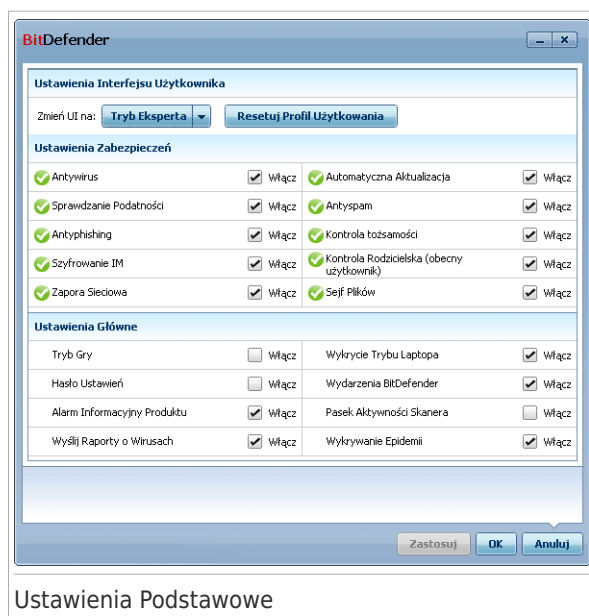 BitDefender
Ustawienia Interfejsu Użytkownika
Zmień UI na: Tryb Eksperta Resetuj Profil Użytkowania
Ustawienia Zabezpieczeń
Antywirus Włącz Automatyczna Aktualizacja Włącz
Sprawdzanie Podatności Włącz Antyspam Włącz
Antyphishing Włącz Kontrola tożsamości Włącz
Szyfrowanie IM Włącz Kontrola Rodzicielska (obecny
użytkownik) Włącz
Zapora Sieciowa Włącz Sejf Plików Włącz
Ustawienia Główne
Tryb Gry Włącz Wykrycie Trybu Laptopa Włącz
Hasło Ustawień Włącz Wydarzenia BitDefender Włącz
Alarm Informacyjny Produktu Włącz Pasek Aktywności Skanera Włącz
Wyślij Raporty o Wirusach Włącz Wykrywanie Epidemii Włącz
Zastosuj OK Anuluj
Ustawienia Podstawowe